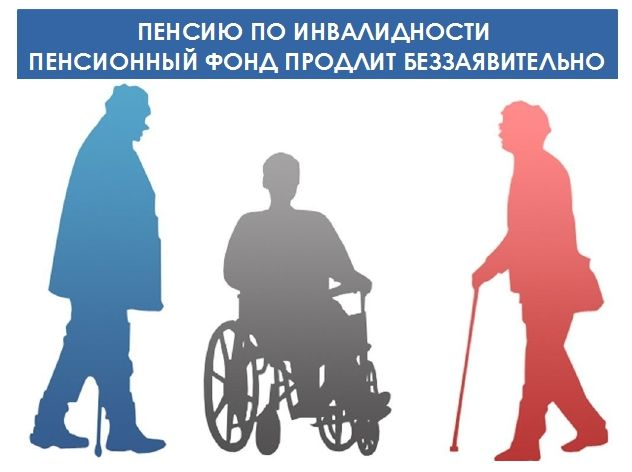 ПЕНСИЮ ПО ИНВАЛИДНОСТИ
ПЕНСИОННЫЙ ФОНД ПРОДЛИТ БЕЗЗАЯВИТЕЛЬНО